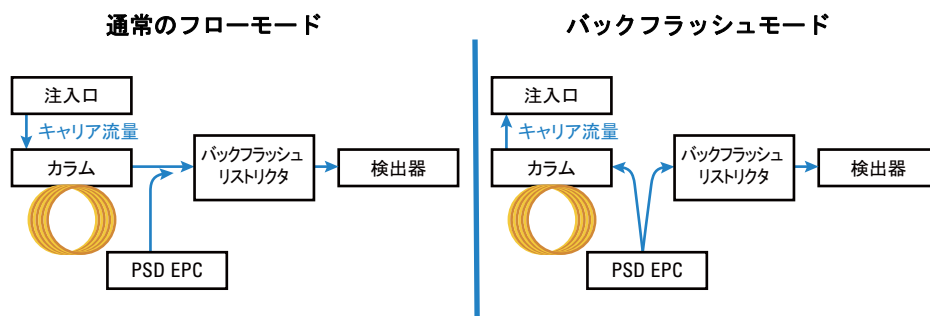 通常のフローモード
注入口
キャリア流量
カラム
バックフラッシュ
リストリクタ
検出器
PSD EPC
バックフラッシュモード
注入口
キャリア流量
カラム
バックフラッシュ
リストリクタ
検出器
PSD EPC